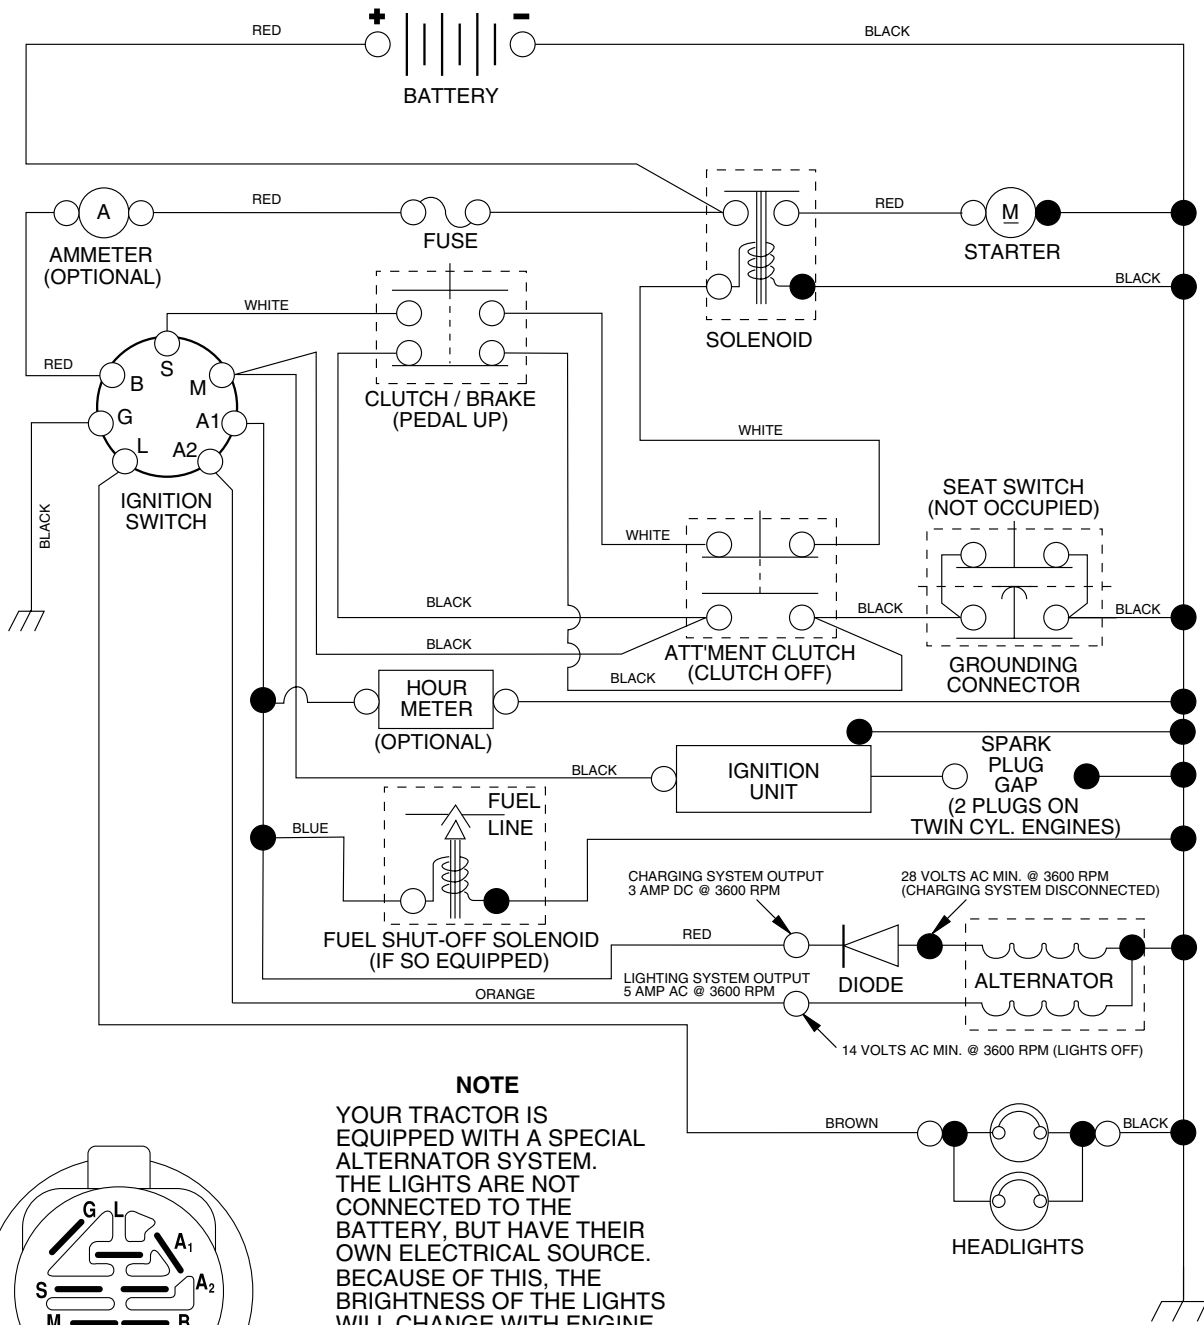 +
-
RED
BLACK
BATTERY
A
RED
AMMETER
(OPTIONAL)
FUSE
RED
M
STARTER
BLACK
SOLENOID
WHITE
RED
S
B
M
G
A1
L
A2
IGNITION
SWITCH
BLACK
CLUTCH / BRAKE
(PEDAL UP)
WHITE
SEAT SWITCH
(NOT OCCUPIED)
WHITE
BLACK
BLACK
BLACK
BLACK
BLACK
ATT'MENT CLUTCH
(CLUTCH OFF)
GROUNDING
CONNECTOR
HOUR
METER
(OPTIONAL)
BLACK
IGNITION
UNIT
SPARK
PLUG
GAP
(2 PLUGS ON
TWIN CYL. ENGINES)
BLUE
FUEL
LINE
FUEL SHUT-OFF SOLENOID
(IF SO EQUIPPED)
CHARGING SYSTEM OUTPUT
3 AMP DC @ 3600 RPM
28 VOLTS AC MIN. @ 3600 RPM
(CHARGING SYSTEM DISCONNECTED)
RED
DIODE
ALTERNATOR
LIGHTING SYSTEM OUTPUT
5 AMP AC @ 3600 RPM
ORANGE
14 VOLTS AC MIN. @ 3600 RPM (LIGHTS OFF)
BROWN
BLACK
HEADLIGHTS
NOTE
YOUR TRACTOR IS
EQUIPPED WITH A SPECIAL
ALTERNATOR SYSTEM.
THE LIGHTS ARE NOT
CONNECTED TO THE
BATTERY, BUT HAVE THEIR
OWN ELECTRICAL SOURCE.
BECAUSE OF THIS, THE
BRIGHTNESS OF THE LIGHTS
WILL CHANGE WITH ENGINE
G
L
A₁
S
A₂
M
B